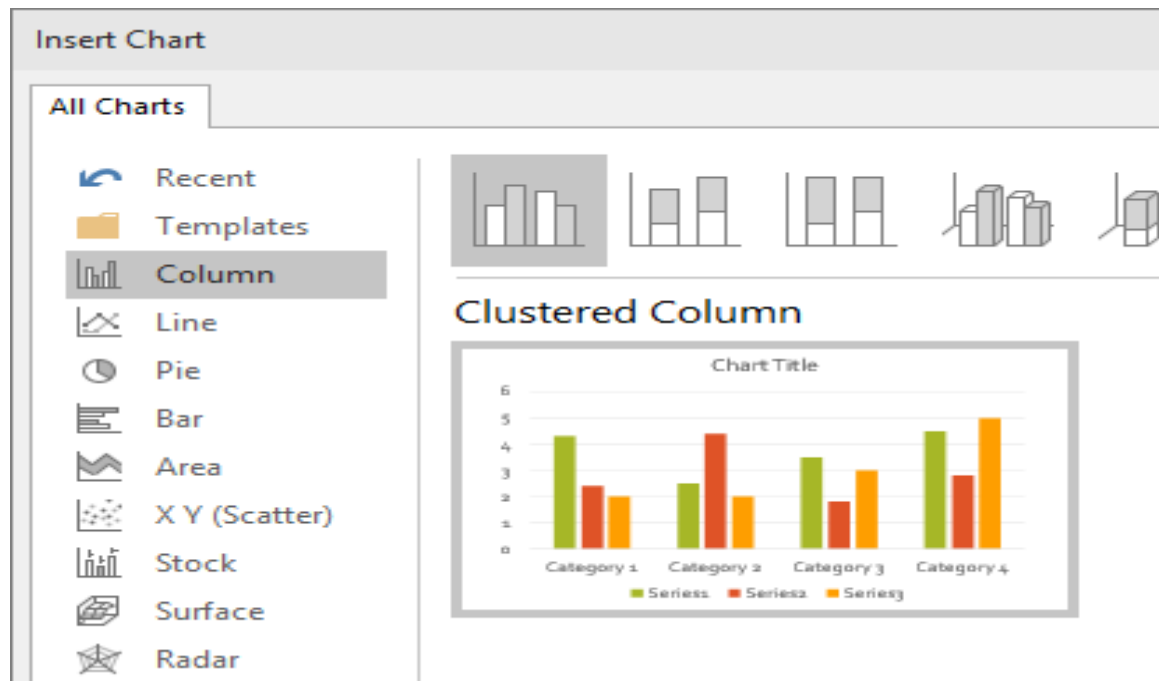 Insert Chart
All Charts
Recent
Templates
Column
Line
Pie
Bar
Area
X Y (Scatter)
Stock
Surface
Radar
Clustered Column
Chart Title
6
5
4
3
2
1
0
Category 1 Category 2 Category 3 Category 4
Series1 Series2 Series3